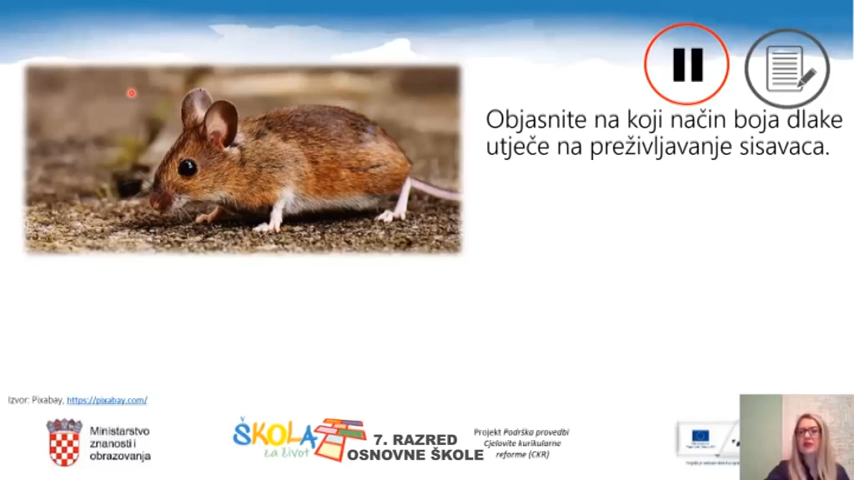 Objasnite na koji način boja dlake
utječe na preživljavanje sisavaca.
Izvor: Pixabay, https://pixabay.com/
Ministarstvo
znanosti i
obrazovanja
ŠKOLA
za život
7. RAZRED
OSNOVNE ŠKOLE
Projekt Podrška provedbi
Cjelovite kurikularne
reforme (CKR)